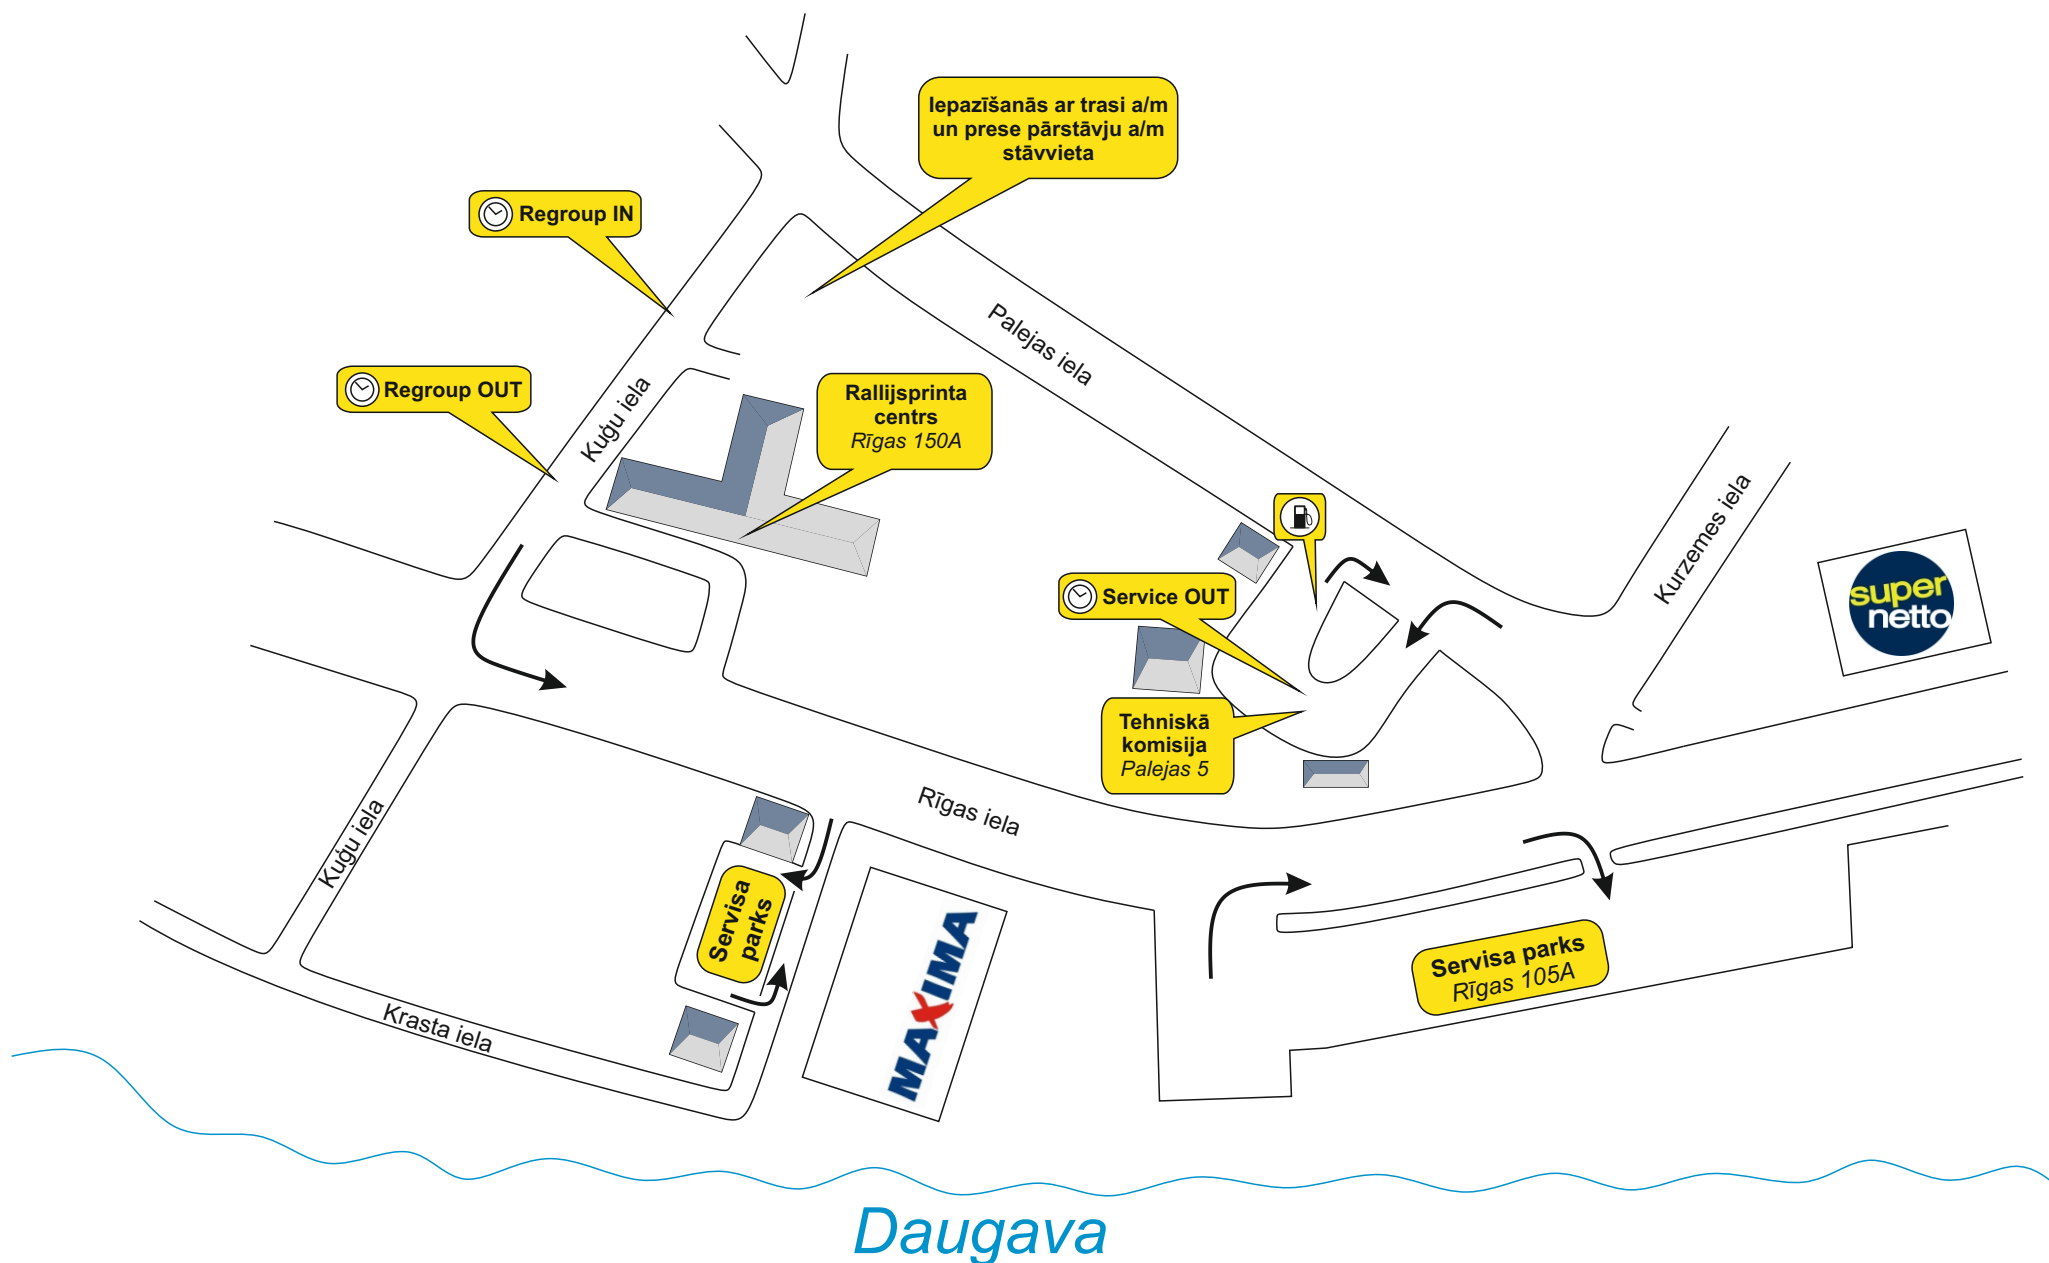 Iepazīšanās ar trasi a/m
un prese pārstāvju a/m
stāvvieta
Regroup IN
Palejas iela
Regroup OUT
Kuģu iela
Rallijsprinta
centrs
Rīgas 150A
Kurzemes iela
super
netto
Service OUT
Tehniskā
komisija
Palejas 5
Rīgas iela
Kuģu iela
Servisa
parks
MAXIMA
Servisa parks
Rīgas 105A
Krasta iela
Daugava